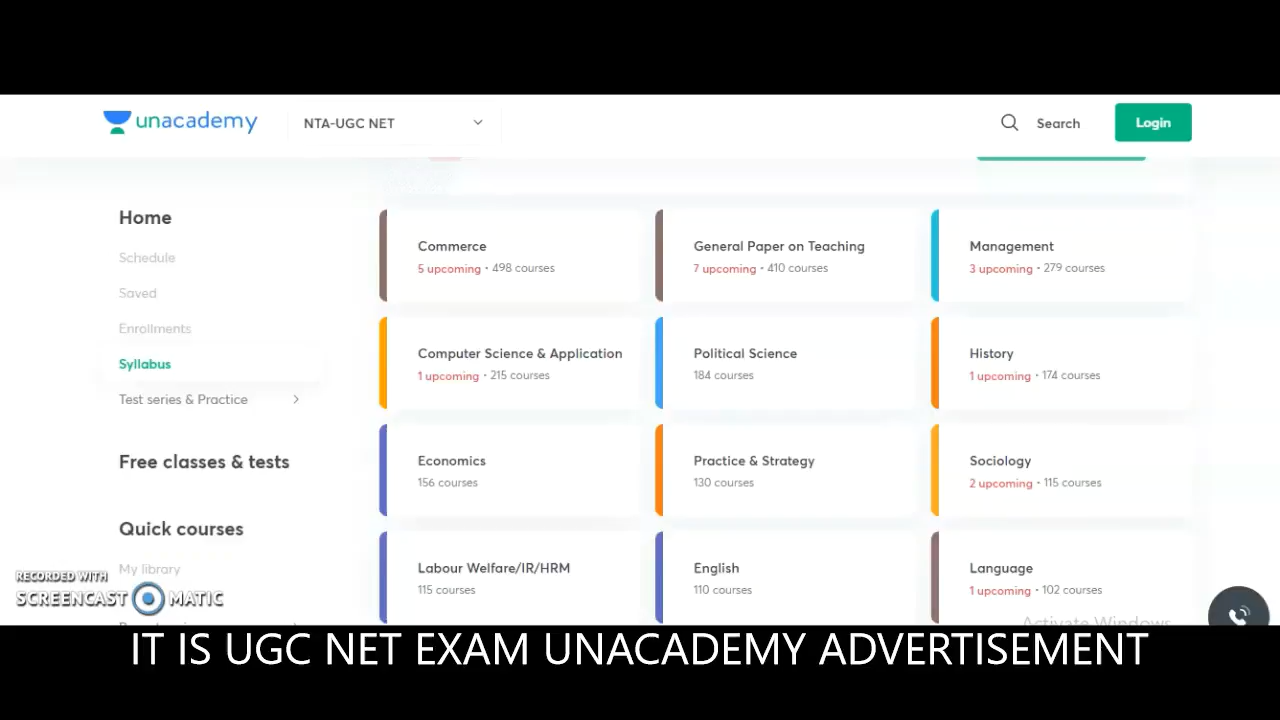 unacademy
NTA-UGC NET
Search
Login
Home
Schedule
Saved
Enrollments
Syllabus
Test series & Practice
Free classes & tests
Quick courses
My library
Commerce
5 upcoming • 498 courses
General Paper on Teaching
7 upcoming • 410 courses
Management
3 upcoming • 279 courses
Computer Science & Application
1 upcoming • 215 courses
Political Science
184 courses
History
1 upcoming • 174 courses
Economics
156 courses
Practice & Strategy
130 courses
Sociology
2 upcoming • 115 courses
Labour Welfare/IR/HRM
115 courses
English
110 courses
Language
1 upcoming • 102 courses
Activate Windows
RECORDED WITH
SCREENCAST MATIC
IT IS UGC NET EXAM UNACADEMY ADVERTISEMENT